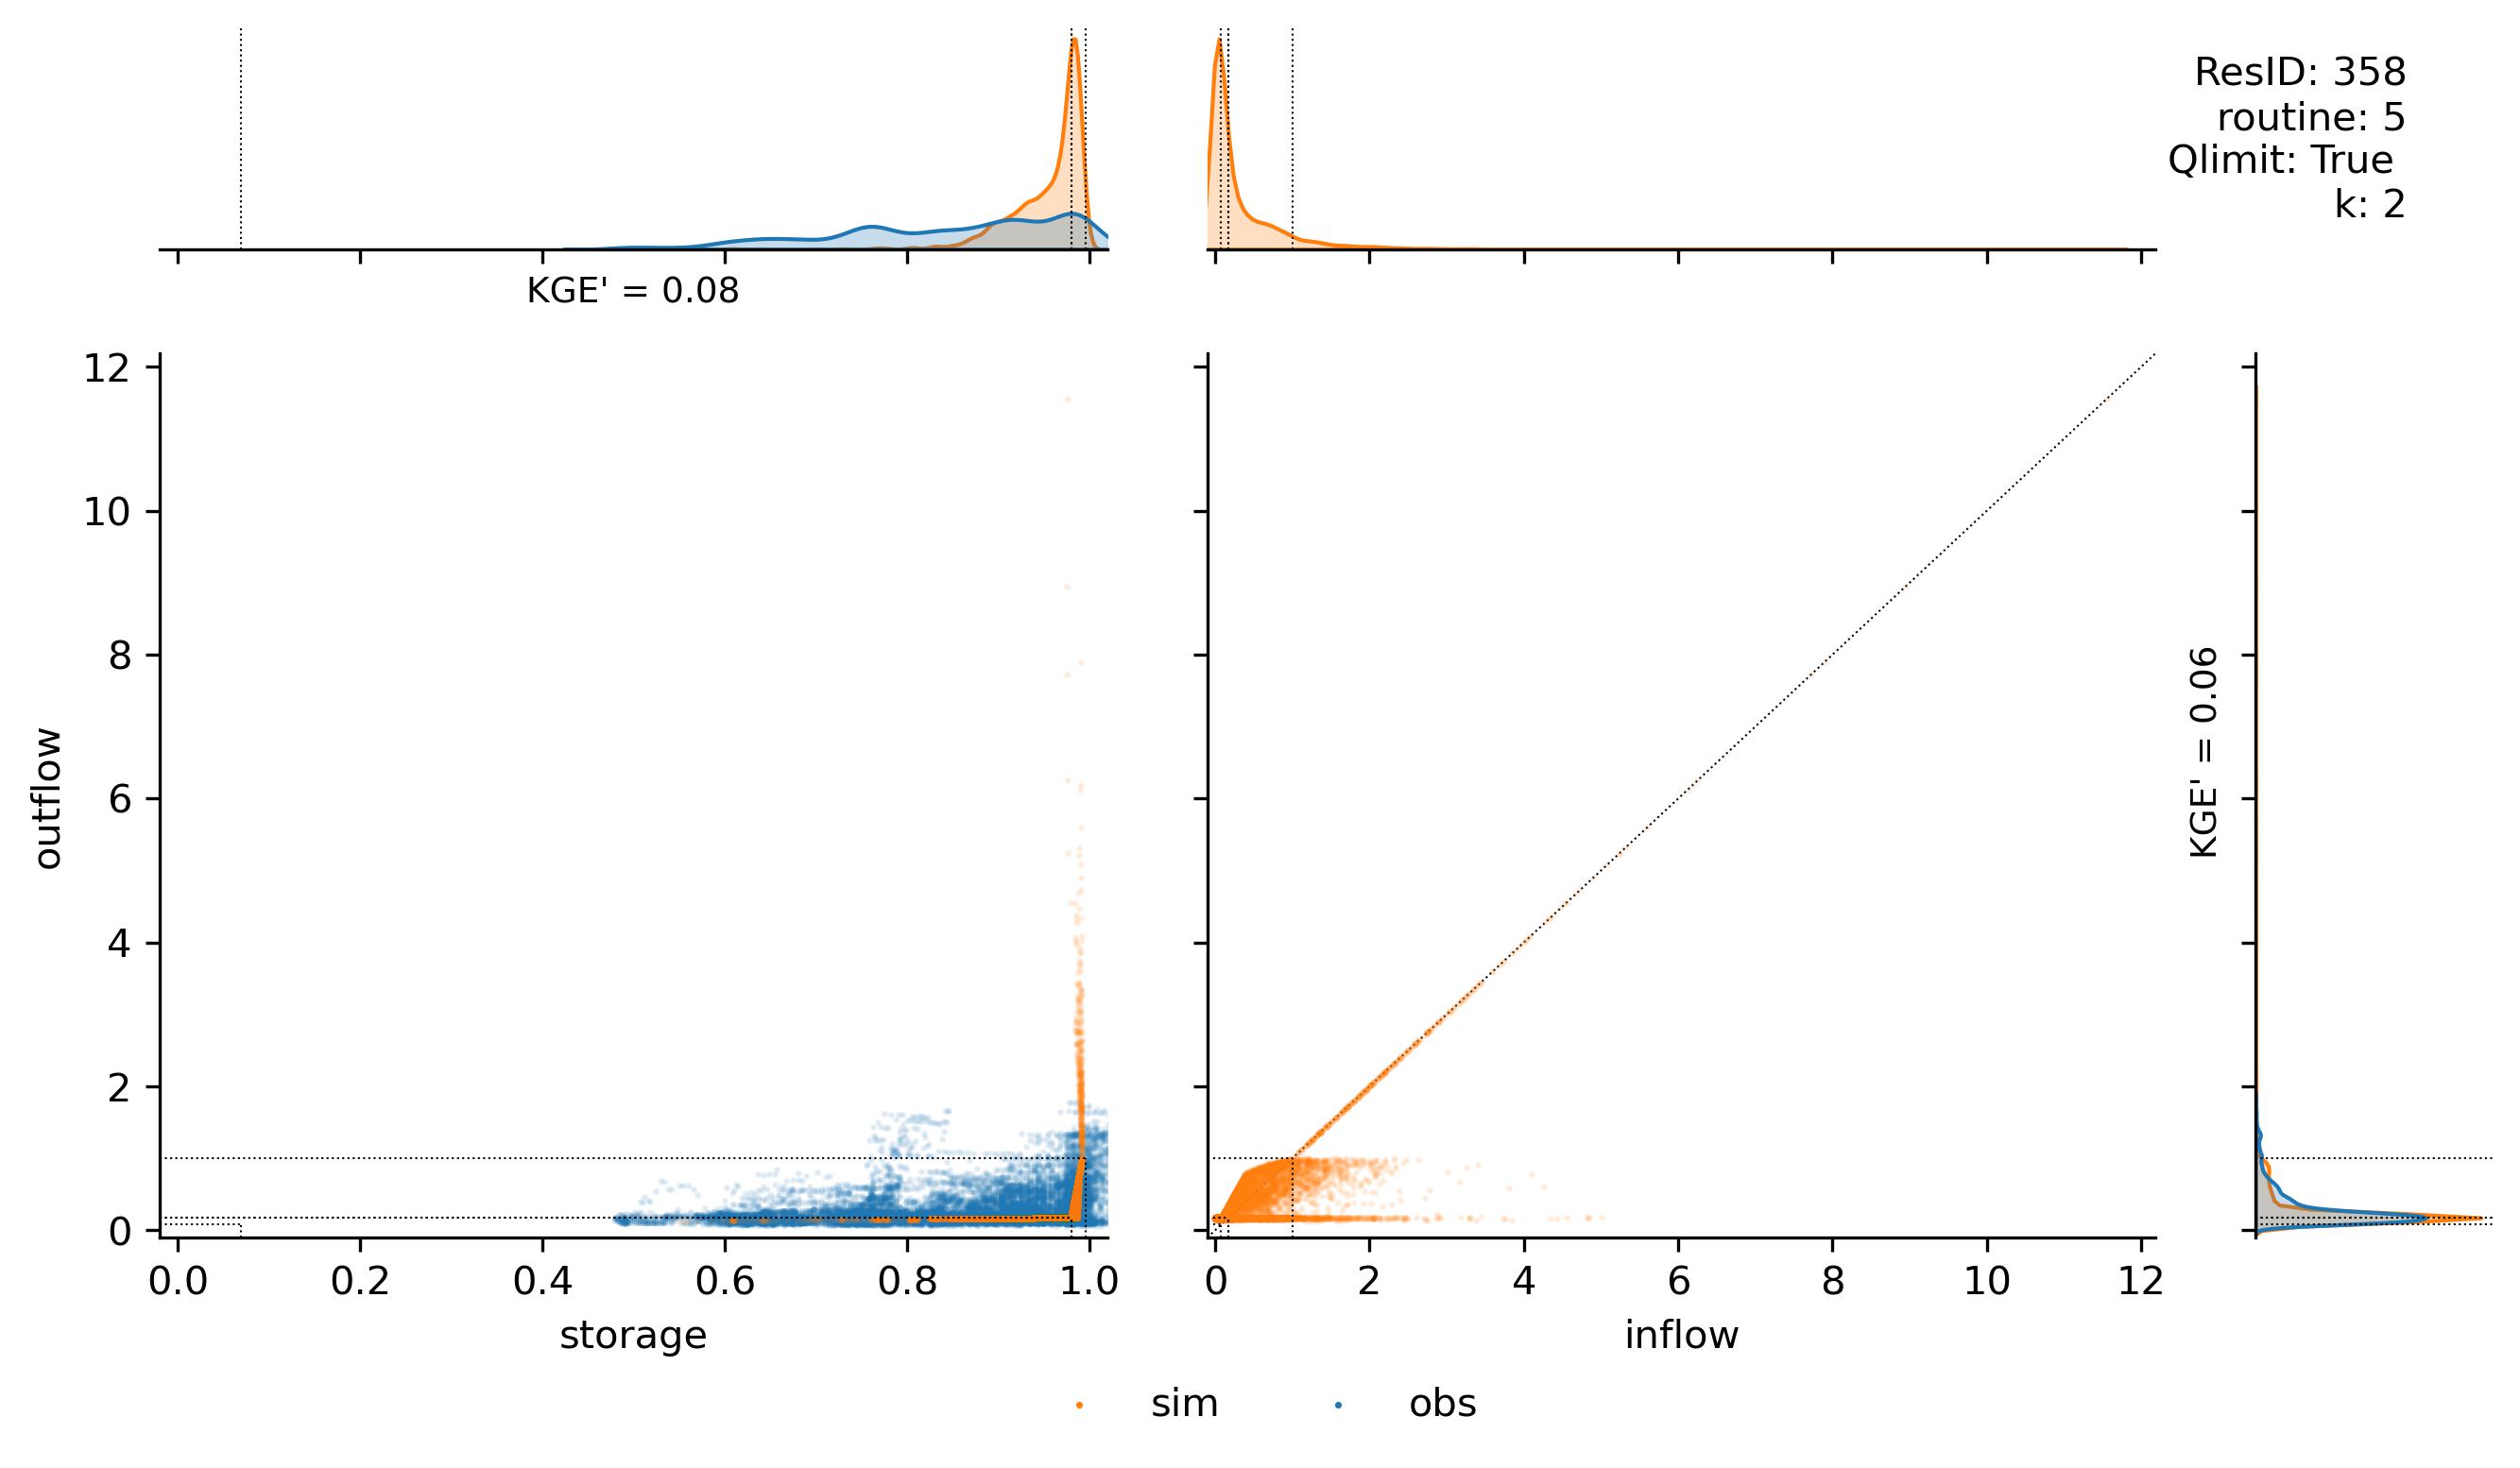 ResID: 358
routine: 5
Qlimit: True
k: 2
KGE' = 0.08
12
10
8
6
4
2
0
outflow
KGE' = 0.06
0.0 0.2 0.4 0.6 0.8 1.0
storage
0 2 4 6 8 10 12
inflow
sim obs